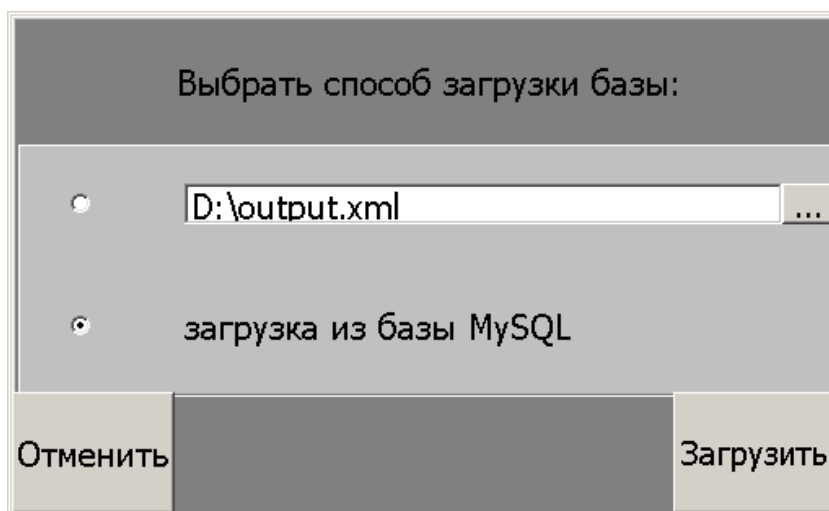 Выбрать способ загрузки базы:
D:\output.xml ...
загрузка из базы MySQL
Отменить Загрузить